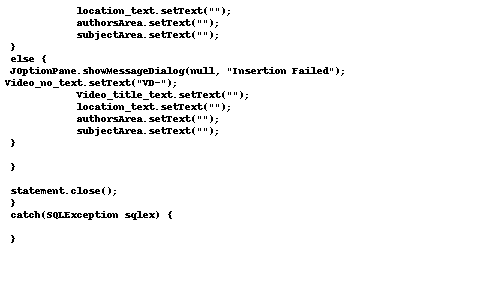 location_text.setText("");
authorsArea.setText("");
subjectArea.setText("");
}
else {
JOptionPane.showMessageDialog(null, "Insertion Failed");
Video_no_text.setText("VD-");
Video_title_text.setText("");
location_text.setText("");
authorsArea.setText("");
subjectArea.setText("");
}
}
statement.close();
}
catch(SQLException sqlex) {
}